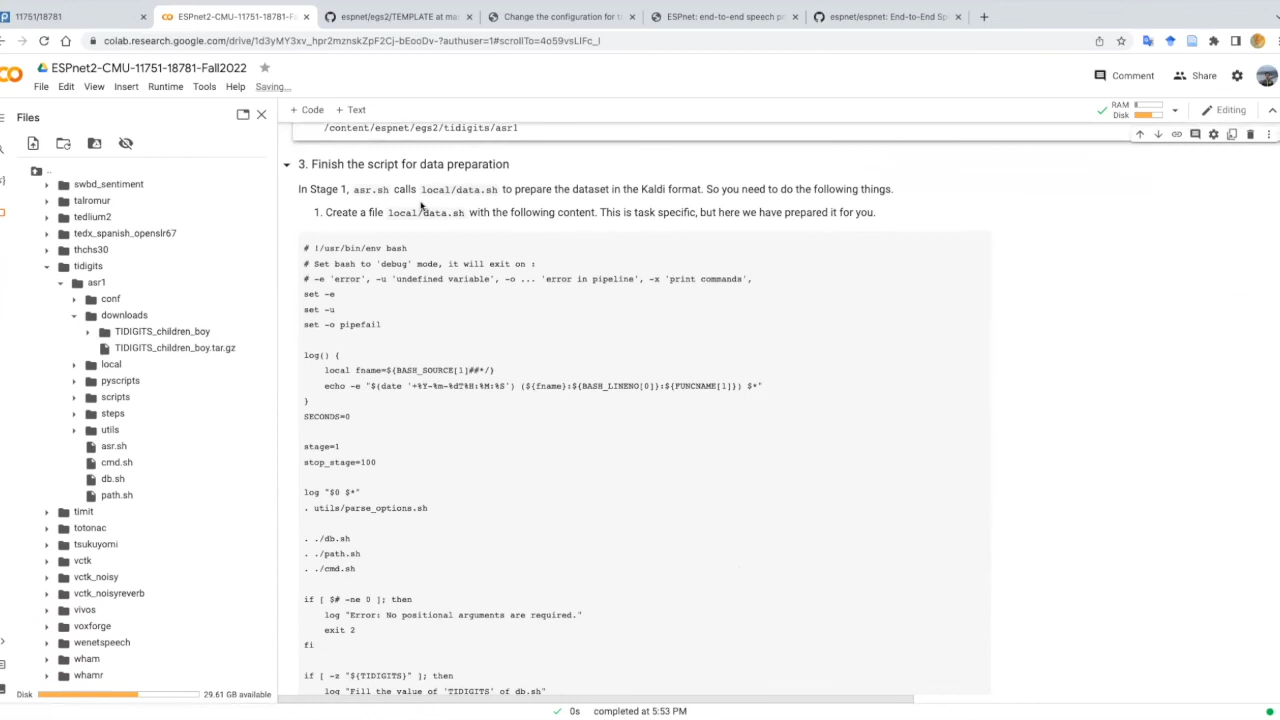 11751/18781
ESPnet2-CMU-11751-18781-Fa
espnet/egs2/TEMPLATE at mas
Change the configuration for t
ESPnet: end-to-end speech pr
espnet/espnet: End-to-End Sp
colab.research.google.com/drive/1d3yMY3xv_hpr2mznskZpF2Cj-bEooDv-?authuser=1#scrollTo=4o59vsLIFc_I
ESPnet2-CMU-11751-18781-Fall2022
File Edit View Insert Runtime Tools Help Saving...
Comment Share
Files
+ Code + Text
RAM
Disk
Editing
/content/espnet/egs2/tidigits/asr1
..
swbd_sentiment
talromur
tedlium2
tedx_spanish_openslr67
thchs30
tidigits
asr1
conf
downloads
TIDIGITS_children_boy
TIDIGITS_children_boy.tar.gz
local
pyscripts
scripts
steps
utils
asr.sh
cmd.sh
db.sh
path.sh
timit
totonac
tsukuyomi
vctk
vctk_noisy
vctk_noisyreverb
vivos
voxforge
wenetspeech
wham
whamr
Disk 29.61 GB available
3. Finish the script for data preparation
In Stage 1, asr.sh calls local/data.sh to prepare the dataset in the Kaldi format. So you need to do the following things.
1. Create a file local/data.sh with the following content. This is task specific, but here we have prepared it for you.
# !/usr/bin/env bash
# Set bash to 'debug' mode, it will exit on :
# -e 'error', -u 'undefined variable', -o ... 'error in pipeline', -x 'print commands',
set -e
set -u
set -o pipefail
log() {
local fname=${BASH_SOURCE[1]##*/}
echo -e "$(date '+%Y-%m-%dT%H:%M:%S') (${fname}:${BASH_LINENO[0]}:${FUNCNAME[1]}) $*"
}
SECONDS=0
stage=1
stop_stage=100
log "$0 $*"
. utils/parse_options.sh
. ./db.sh
. ./path.sh
. ./cmd.sh
if [ $# -ne 0 ]; then
log "Error: No positional arguments are required."
exit 2
fi
if [ -z "${TIDIGITS}" ]; then
log "Fill the value of 'TIDIGITS' of db.sh"
0s completed at 5:53 PM